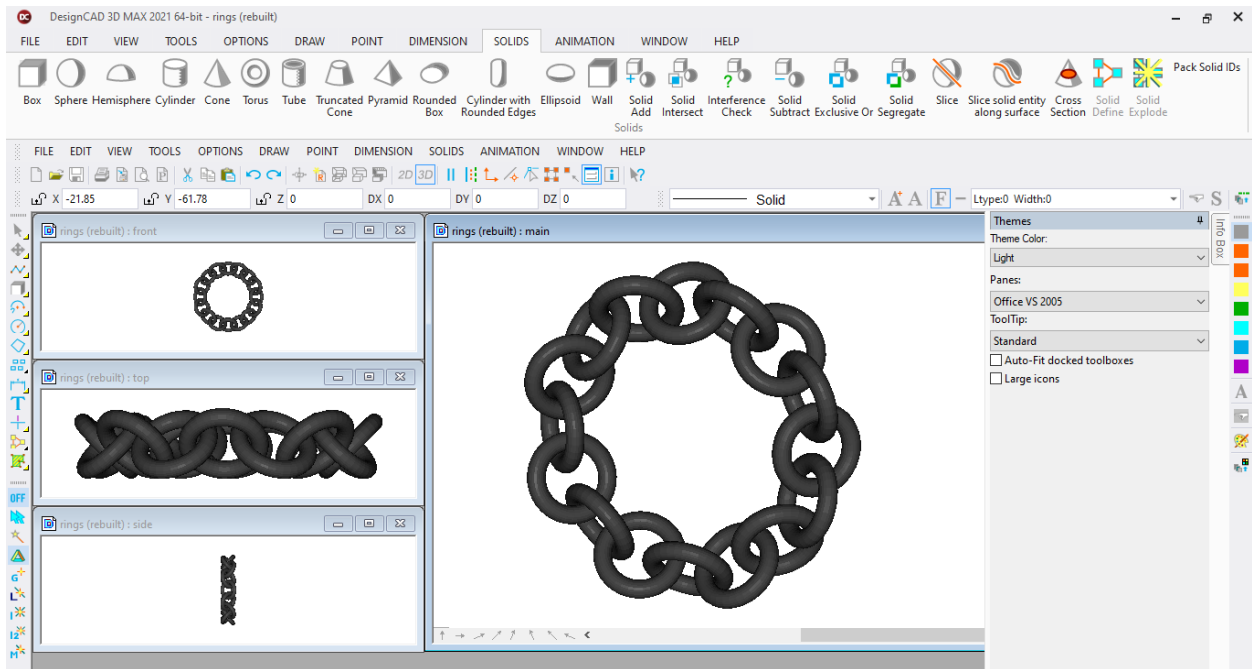 DesignCAD 3D MAX 2021 64-bit - rings (rebuilt)
FILE EDIT VIEW TOOLS OPTIONS DRAW POINT DIMENSION SOLIDS ANIMATION WINDOW HELP
Box Sphere Hemisphere Cylinder Cone Torus Tube Truncated Cone Pyramid Rounded Box Cylinder with Rounded Edges Ellipsoid Wall Solid Add Solid Intersect Interference Check Solid Subtract Solid Exclusive Or Solid Segregate Slice Slice solid entity along surface Cross Section Solid Define Solid Explode Pack Solid IDs
Solids
FILE EDIT VIEW TOOLS OPTIONS DRAW POINT DIMENSION SOLIDS ANIMATION WINDOW HELP
2D 3D
X -21.85 Y -61.78 Z 0 DX 0 DY 0 DZ 0 Solid A A F Ltype:0 Width:0 S
rings (rebuilt) : front
rings (rebuilt) : top
rings (rebuilt) : side
rings (rebuilt) : main
Themes
Theme Color:
Light
Panes:
Office VS 2005
ToolTip:
Standard
Auto-Fit docked toolboxes
Large icons
Info Box
T
OFF
G
L
I
I2
M
A